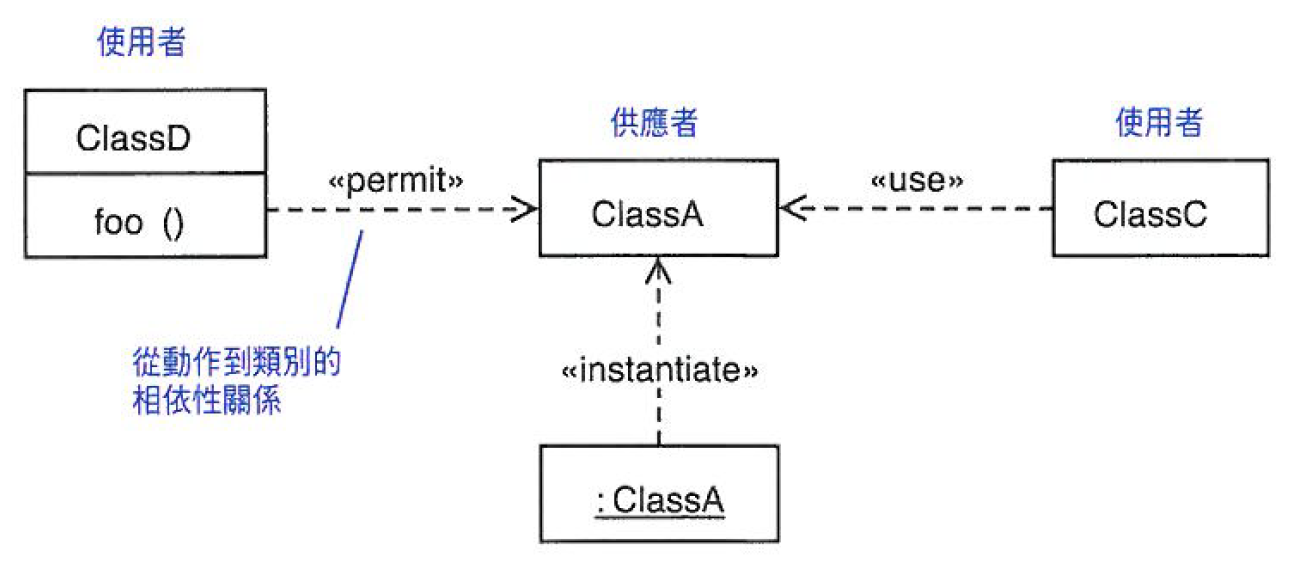 使用者
ClassD
foo ()
«permit»
供應者
ClassA
«use»
使用者
ClassC
從動作到類別的
相依性關係
«instantiate»
: ClassA